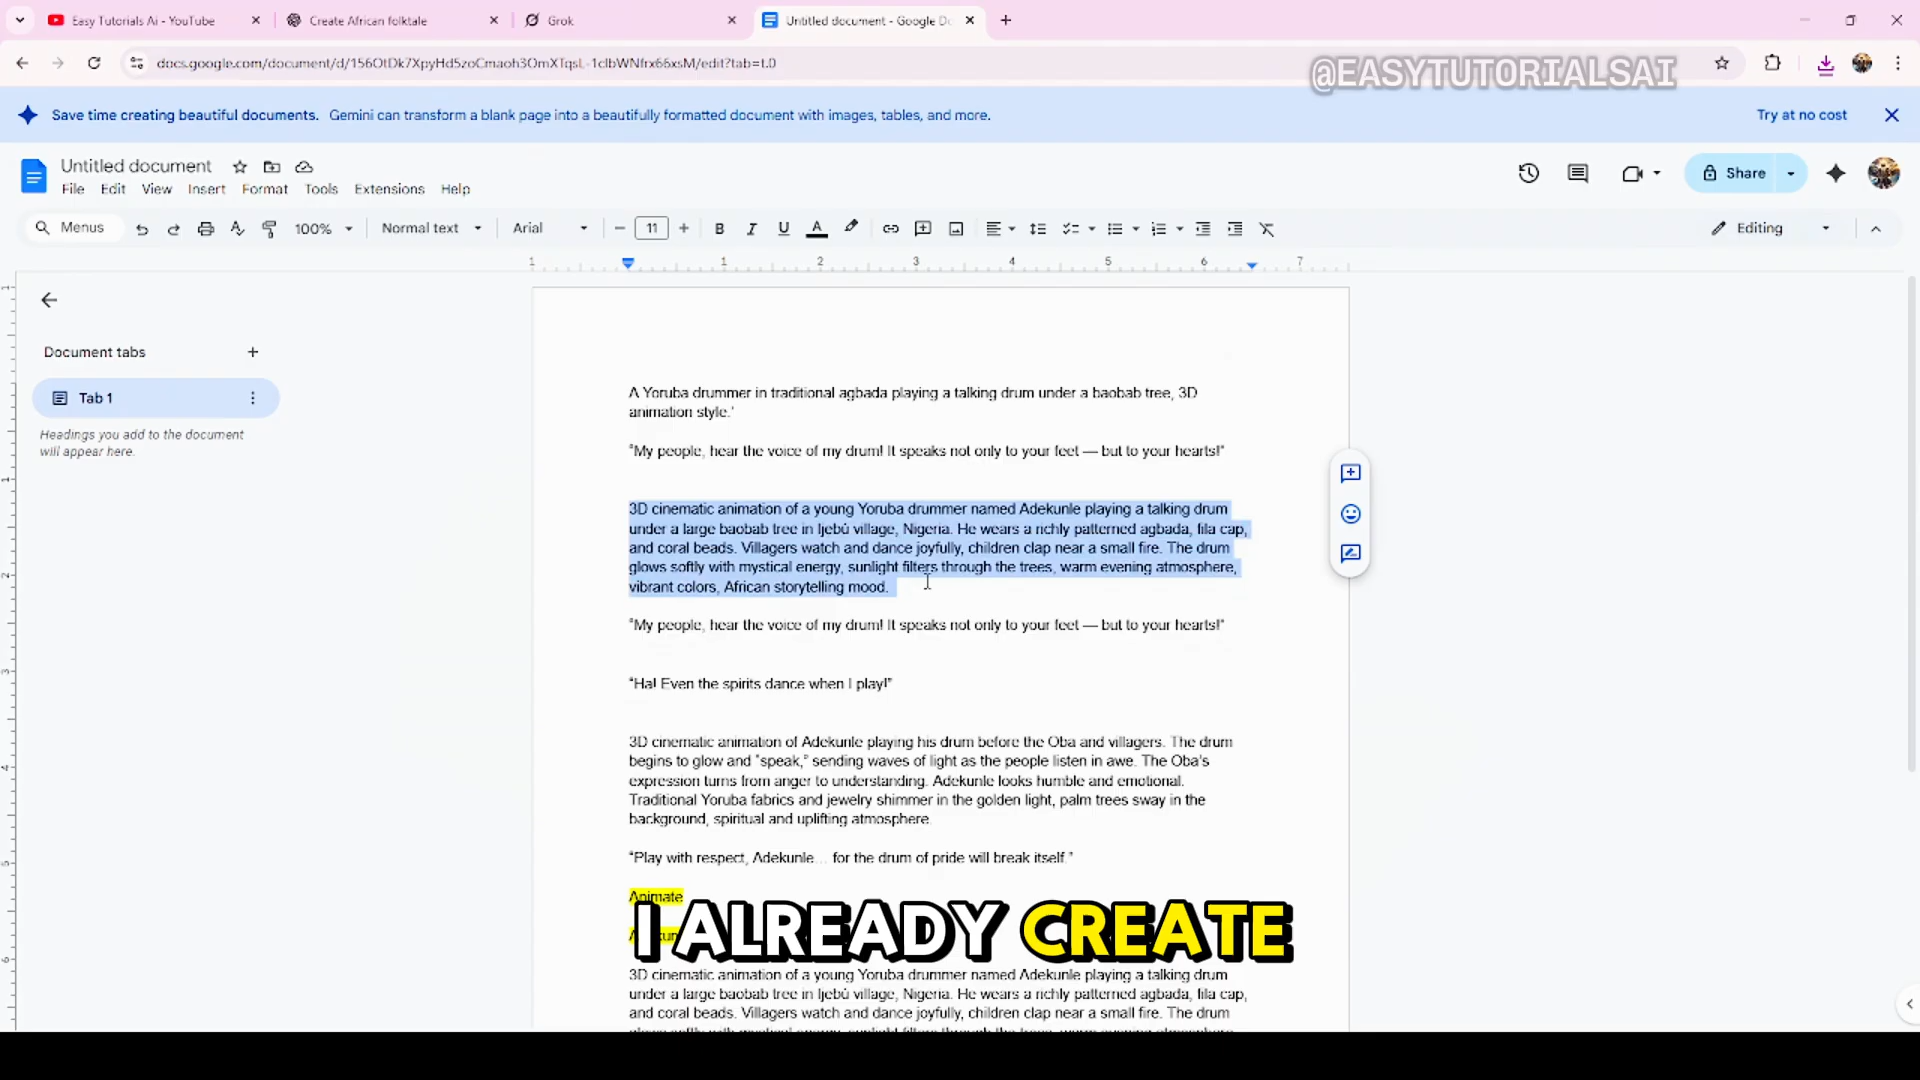 Easy Tutorials Ai - YouTube
Create African folktale
Grok
Untitled document - Google Do
docs.google.com/document/d/156OtDk7XpyHd5zoCmaoh3OmXTqsL-1clbWNfrx66xsM/edit?tab=t.0
@EASYTUTORIALSAI
Save time creating beautiful documents. Gemini can transform a blank page into a beautifully formatted document with images, tables, and more.
Try at no cost
Untitled document
File Edit View Insert Format Tools Extensions Help
Share
Menus
100%
Normal text
Arial
11
Editing
1 1 2 3 4 5 6 7
Document tabs
Tab 1
Headings you add to the document
will appear here.
A Yoruba drummer in traditional agbada playing a talking drum under a baobab tree, 3D
animation style.'
"My people, hear the voice of my drum! It speaks not only to your feet — but to your hearts!"
3D cinematic animation of a young Yoruba drummer named Adekunle playing a talking drum
under a large baobab tree in Ijebú village, Nigeria. He wears a richly patterned agbada, fila cap,
and coral beads. Villagers watch and dance joyfully, children clap near a small fire. The drum
glows softly with mystical energy, sunlight filters through the trees, warm evening atmosphere,
vibrant colors, African storytelling mood.
"My people, hear the voice of my drum! It speaks not only to your feet — but to your hearts!"
"Ha! Even the spirits dance when I play!"
3D cinematic animation of Adekunle playing his drum before the Oba and villagers. The drum
begins to glow and "speak," sending waves of light as the people listen in awe. The Oba's
expression turns from anger to understanding. Adekunle looks humble and emotional.
Traditional Yoruba fabrics and jewelry shimmer in the golden light, palm trees sway in the
background, spiritual and uplifting atmosphere.
"Play with respect, Adekunle... for the drum of pride will break itself."
Animate
I ALREADY CREATE
3D cinematic animation of a young Yoruba drummer named Adekunle playing a talking drum
under a large baobab tree in Ijebú village, Nigeria. He wears a richly patterned agbada, fila cap,
and coral beads. Villagers watch and dance joyfully, children clap near a small fire. The drum